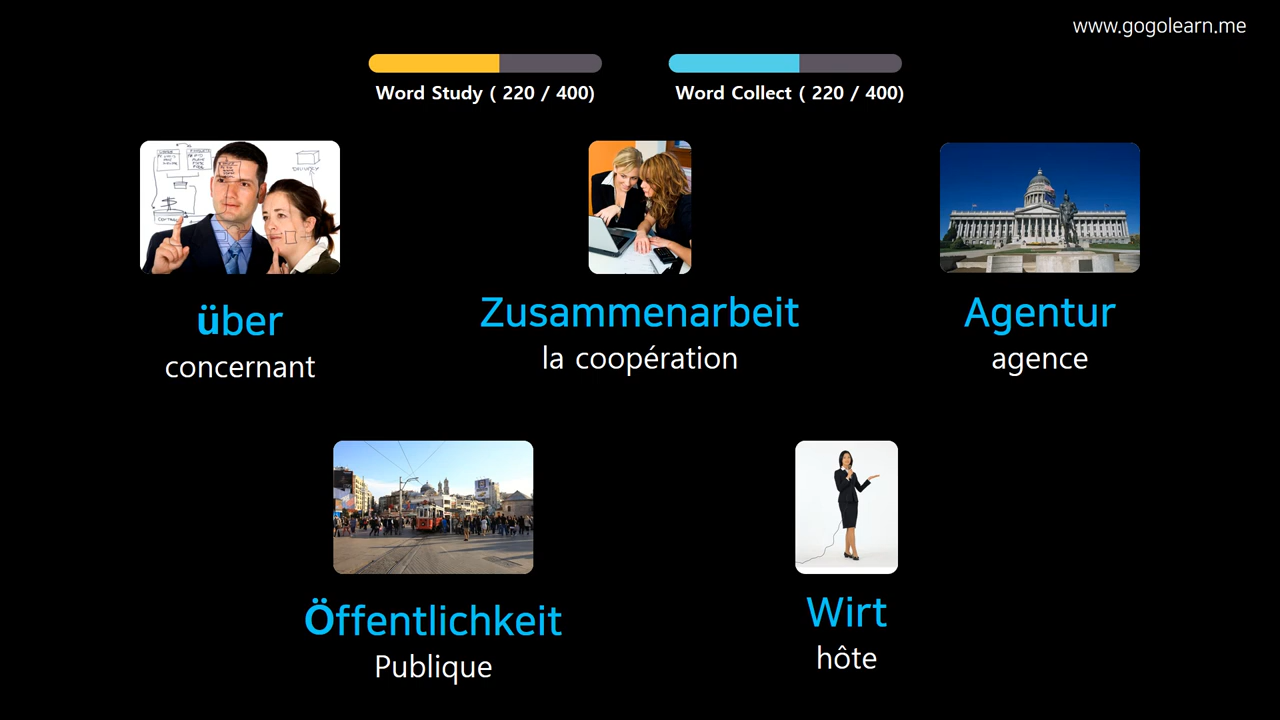 www.gogolearn.me
Word Study ( 220 / 400)
Word Collect ( 220 / 400)
über
concernant
Zusammenarbeit
la coopération
Agentur
agence
Öffentlichkeit
Publique
Wirt
hôte